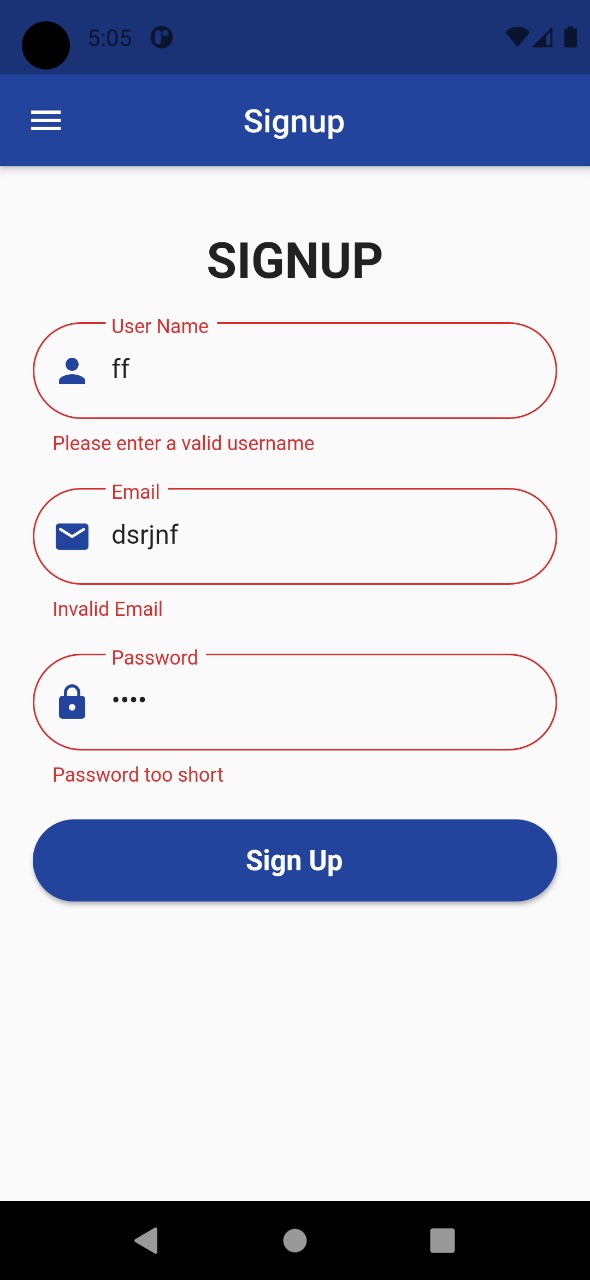 5:05
Signup
SIGNUP
User Name
ff
Please enter a valid username
Email
dsrjnf
Invalid Email
Password
••••
Password too short
Sign Up